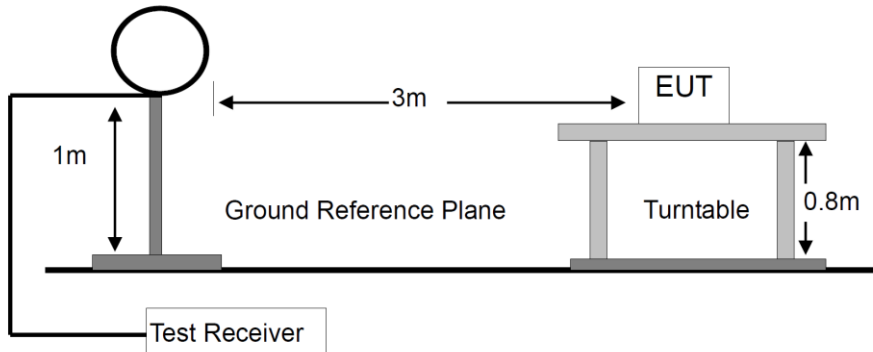 EUT
3m
1m
0.8m
Ground Reference Plane
Turntable
Test Receiver